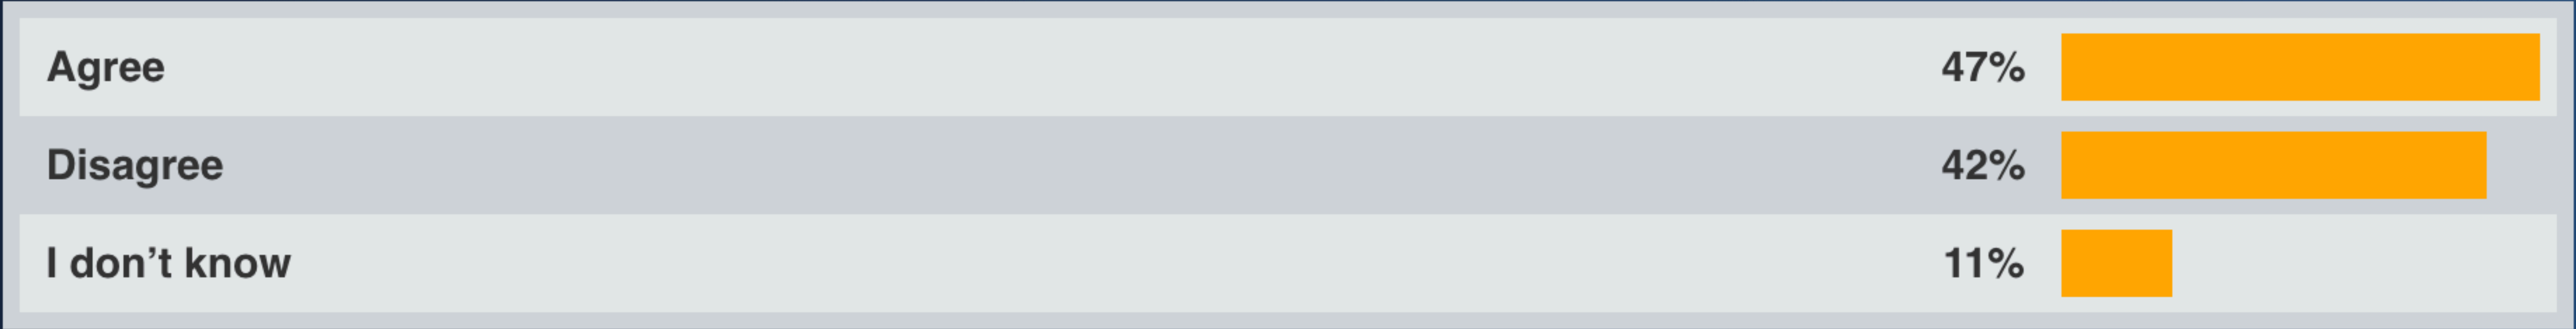 Agree 47%
Disagree 42%
I don’t know 11%